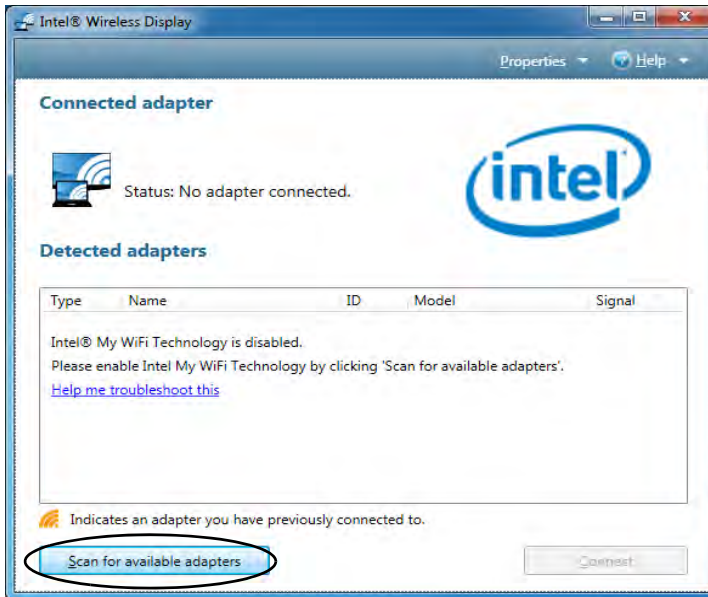 Intel® Wireless Display
Properties Help
Connected adapter
intel
Status: No adapter connected.
Detected adapters
Type Name ID Model Signal
Intel® My WiFi Technology is disabled.
Please enable Intel My WiFi Technology by clicking 'Scan for available adapters'.
Help me troubleshoot this
Indicates an adapter you have previously connected to.
Scan for available adapters Connect